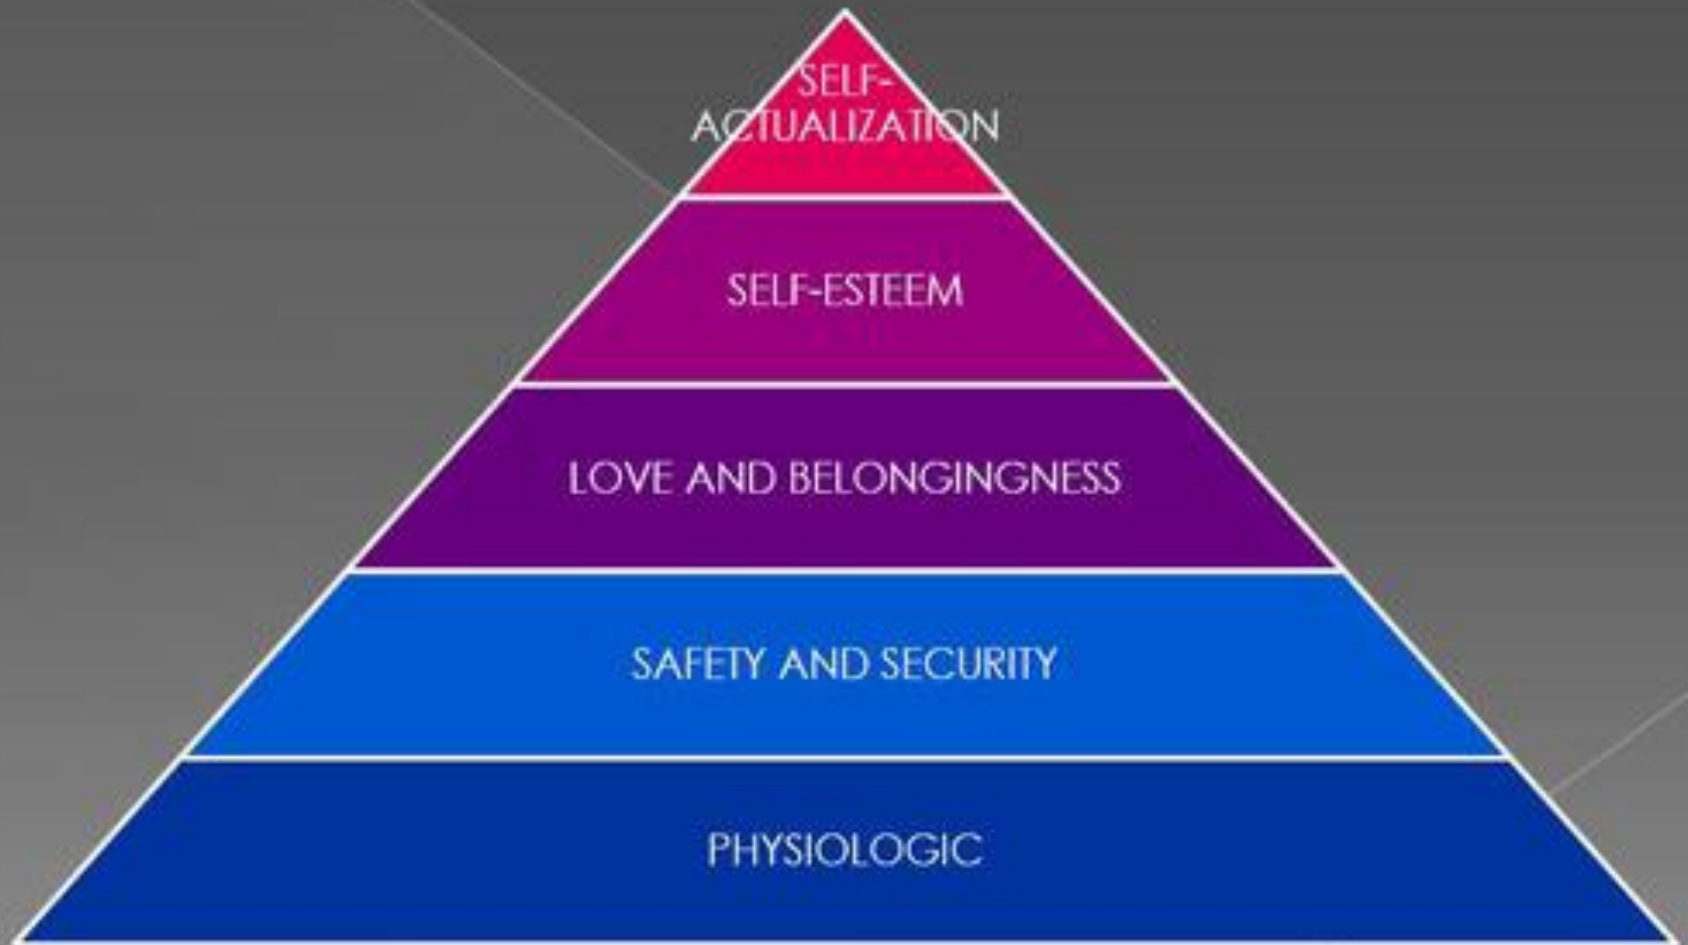 SELF-
ACTUALIZATION
SELF-ESTEEM
LOVE AND BELONGINGNESS
SAFETY AND SECURITY
PHYSIOLOGIC